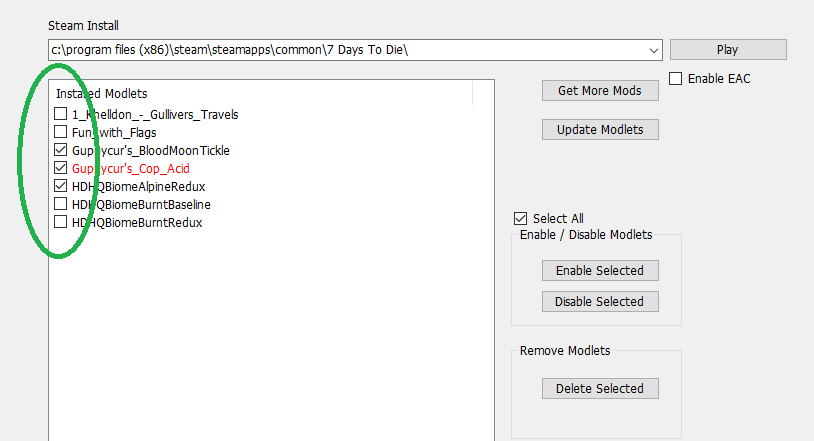 Steam Install
c:\program files (x86)\steam\steamapps\common\7 Days To Die\
Play
Enable EAC
Get More Mods
Update Modlets
Installed Modlets
1_Khelldon_-_Gullivers_Travels
Fun_with_Flags
Guppycur's_BloodMoonTickle
Guppycur's_Cop_Acid
HDHQBiomeAlpineRedux
HDHQBiomeBurntBaseline
HDHQBiomeBurntRedux
Select All
Enable / Disable Modlets
Enable Selected
Disable Selected
Remove Modlets
Delete Selected